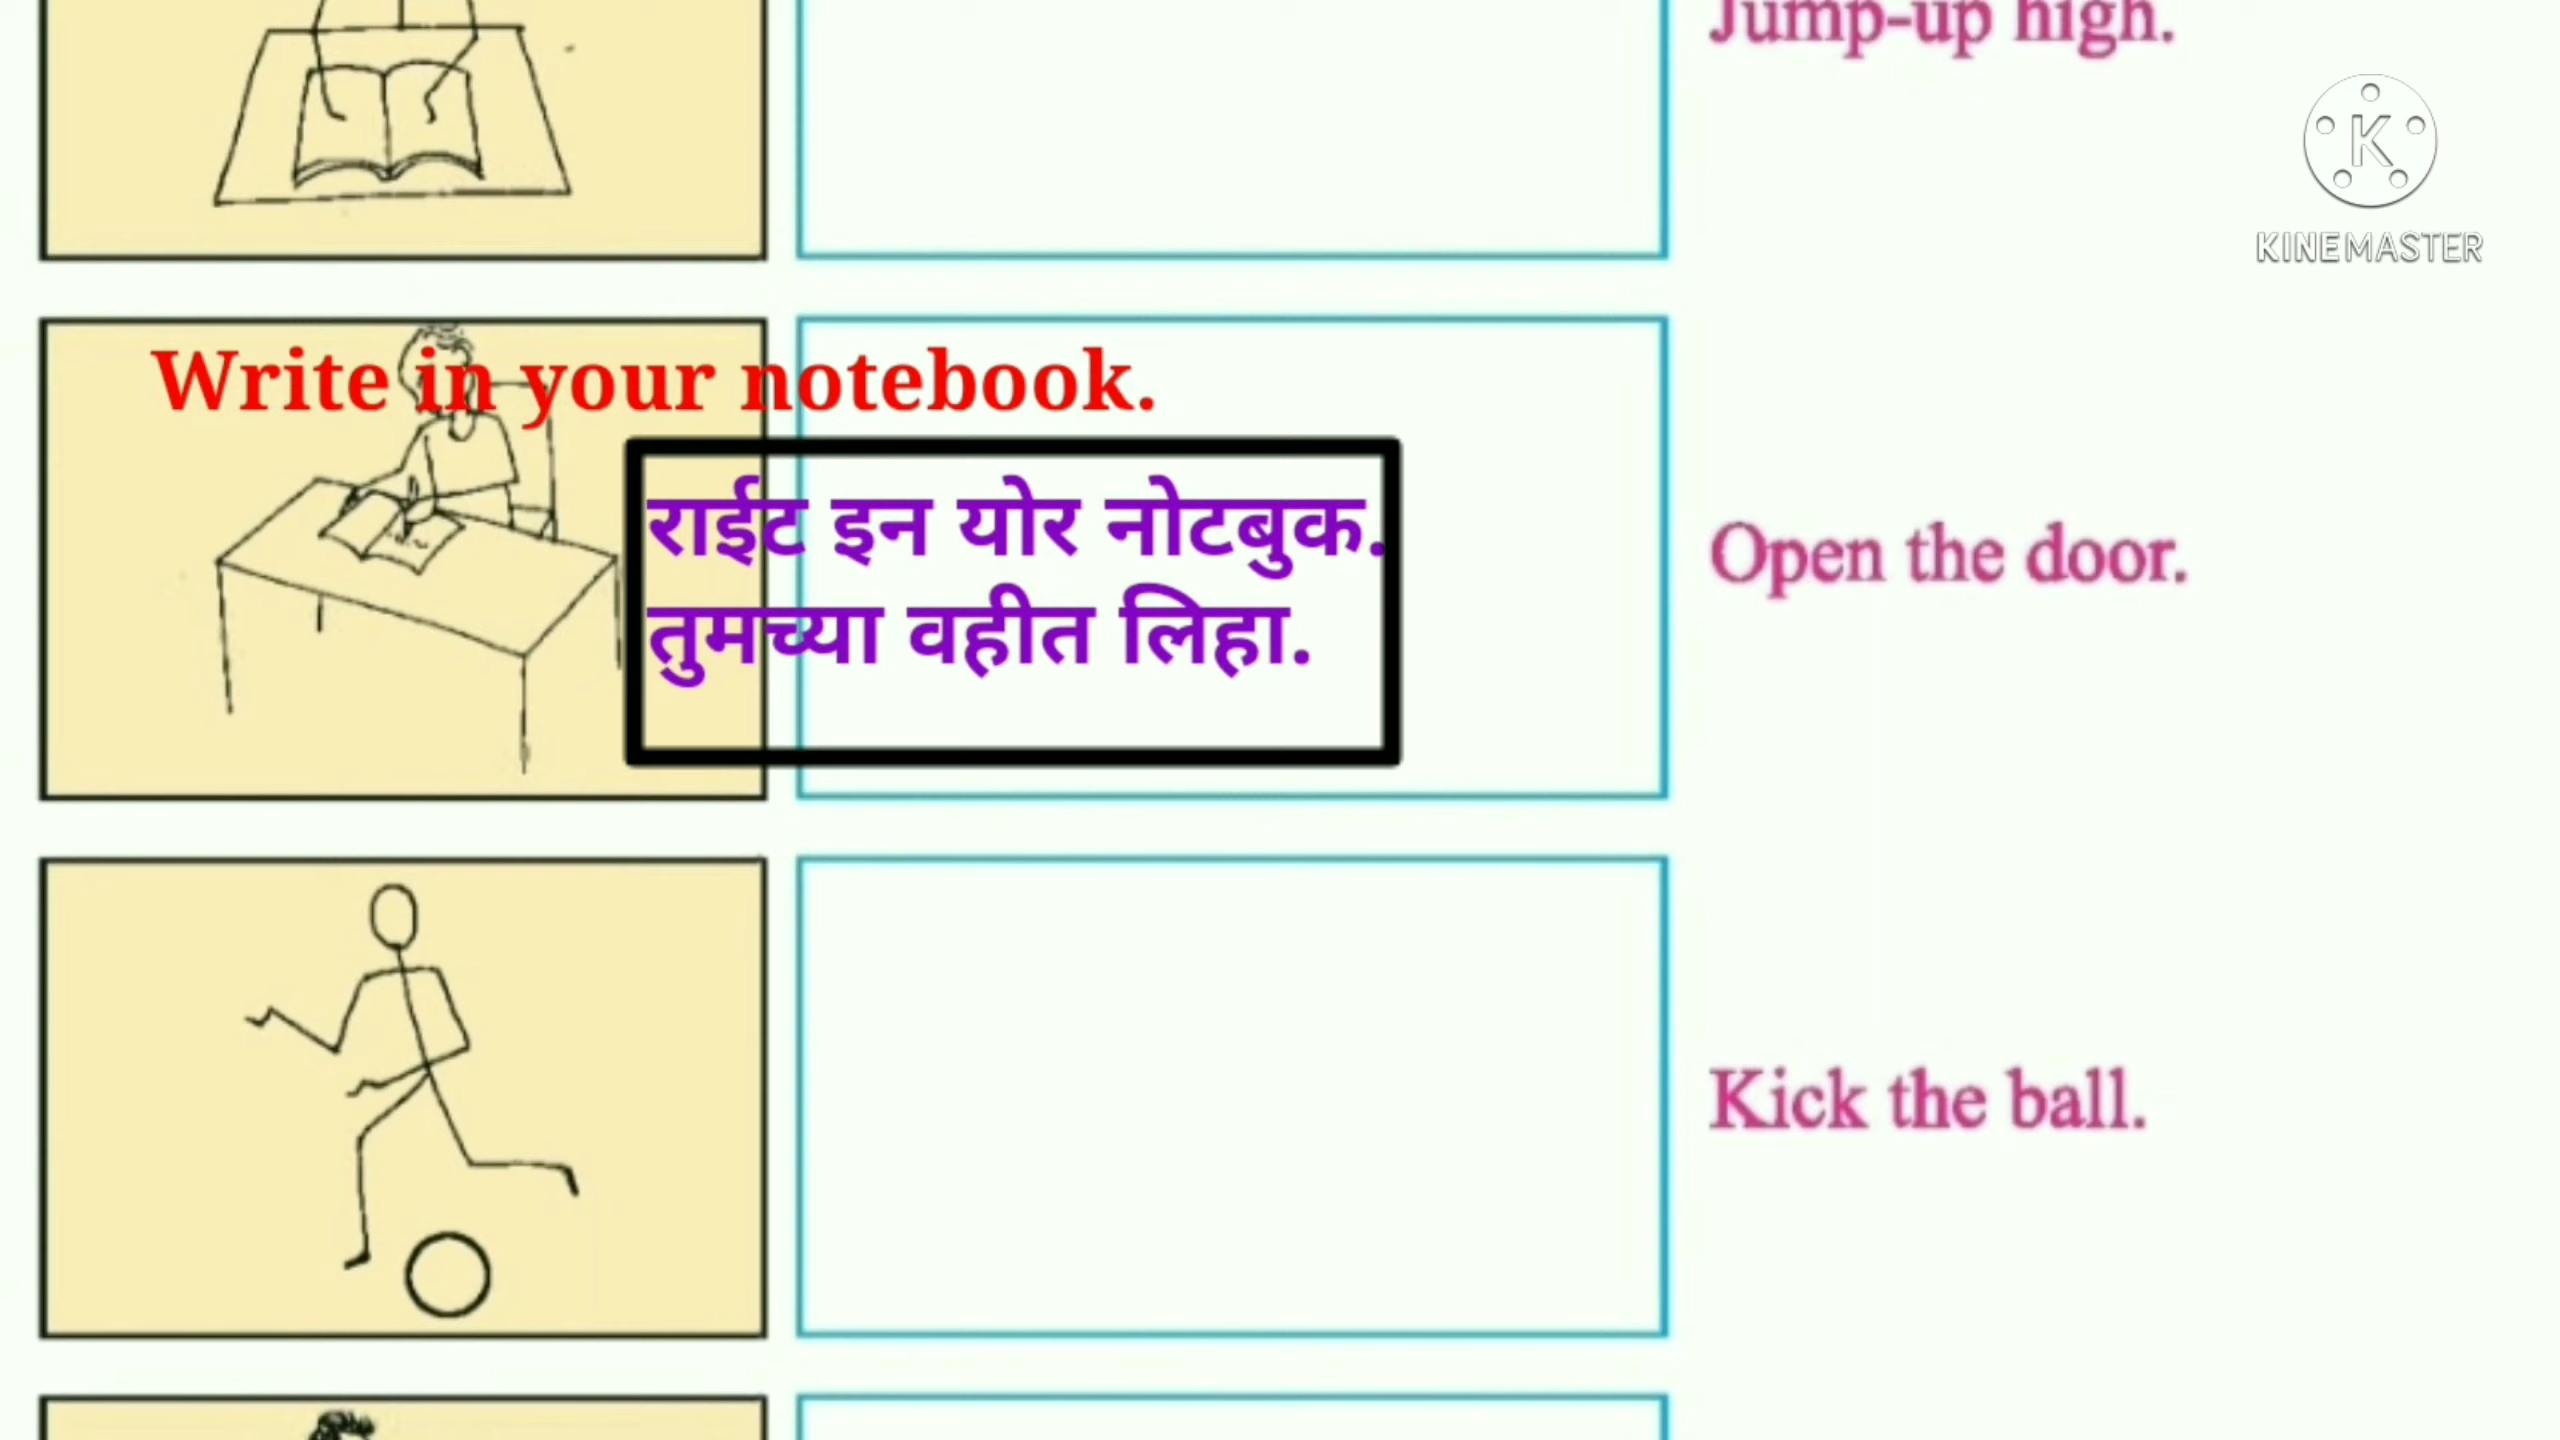 Jump-up high.
K
KINEMASTER
Write in your notebook.
राईट इन योर नोटबुक.
तुमच्या वहीत लिहा.
Open the door.
Kick the ball.